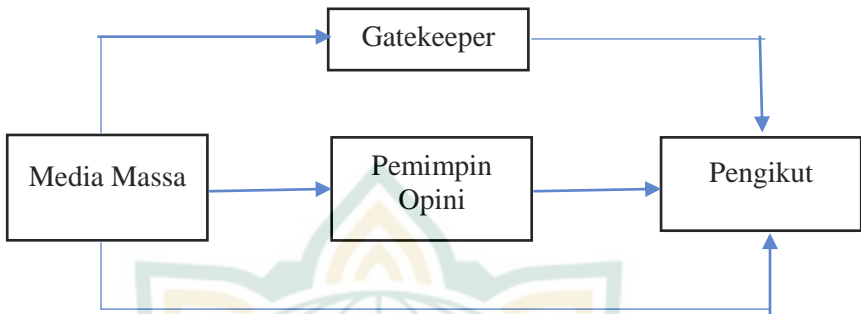 Gatekeeper
Media Massa
Pemimpin
Opini
Pengikut